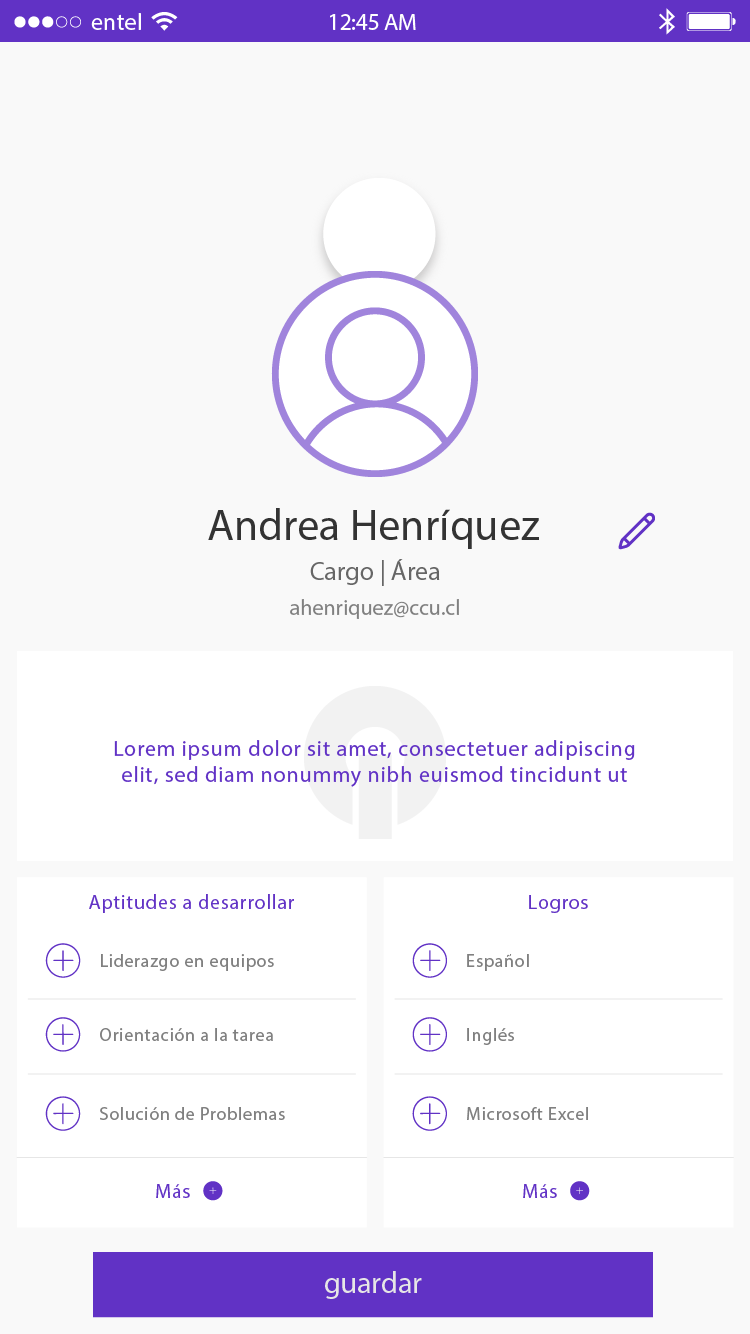 entel 12:45 AM
Andrea Henríquez
Cargo | Área
ahenriquez@ccu.cl
Lorem ipsum dolor sit amet, consectetuer adipiscing
elit, sed diam nonummy nibh euismod tincidunt ut
Aptitudes a desarrollar
Liderazgo en equipos
Orientación a la tarea
Solución de Problemas
Más
Logros
Español
Inglés
Microsoft Excel
Más
guardar